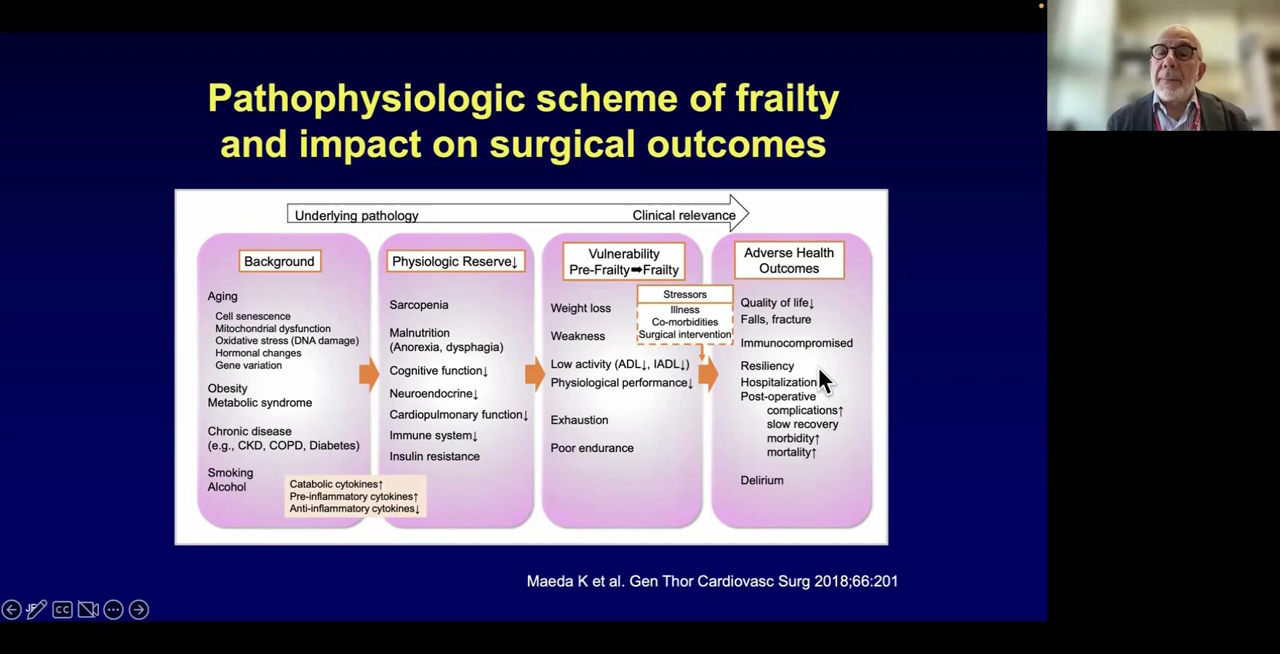 Pathophysiologic scheme of frailty
and impact on surgical outcomes
Underlying pathology
Clinical relevance
Background
Aging
Cell senescence
Mitochondrial dysfunction
Oxidative stress (DNA damage)
Hormonal changes
Gene variation
Obesity
Metabolic syndrome
Chronic disease
(e.g., CKD, COPD, Diabetes)
Smoking
Alcohol
Catabolic cytokines↑
Pre-inflammatory cytokines↑
Anti-inflammatory cytokines↓
Physiologic Reserve↓
Sarcopenia
Malnutrition
(Anorexia, dysphagia)
Cognitive function↓
Neuroendocrine↓
Cardiopulmonary function↓
Immune system↓
Insulin resistance
Vulnerability
Pre-Frailty➡Frailty
Weight loss
Weakness
Low activity (ADL↓, IADL↓)
Physiological performance↓
Exhaustion
Poor endurance
Stressors
Illness
Co-morbidities
Surgical intervention
Adverse Health
Outcomes
Quality of life↓
Falls, fracture
Immunocompromised
Resiliency
Hospitalization
Post-operative
complications↑
slow recovery
morbidity↑
mortality↑
Delirium
Maeda K et al. Gen Thor Cardiovasc Surg 2018;66:201
CC